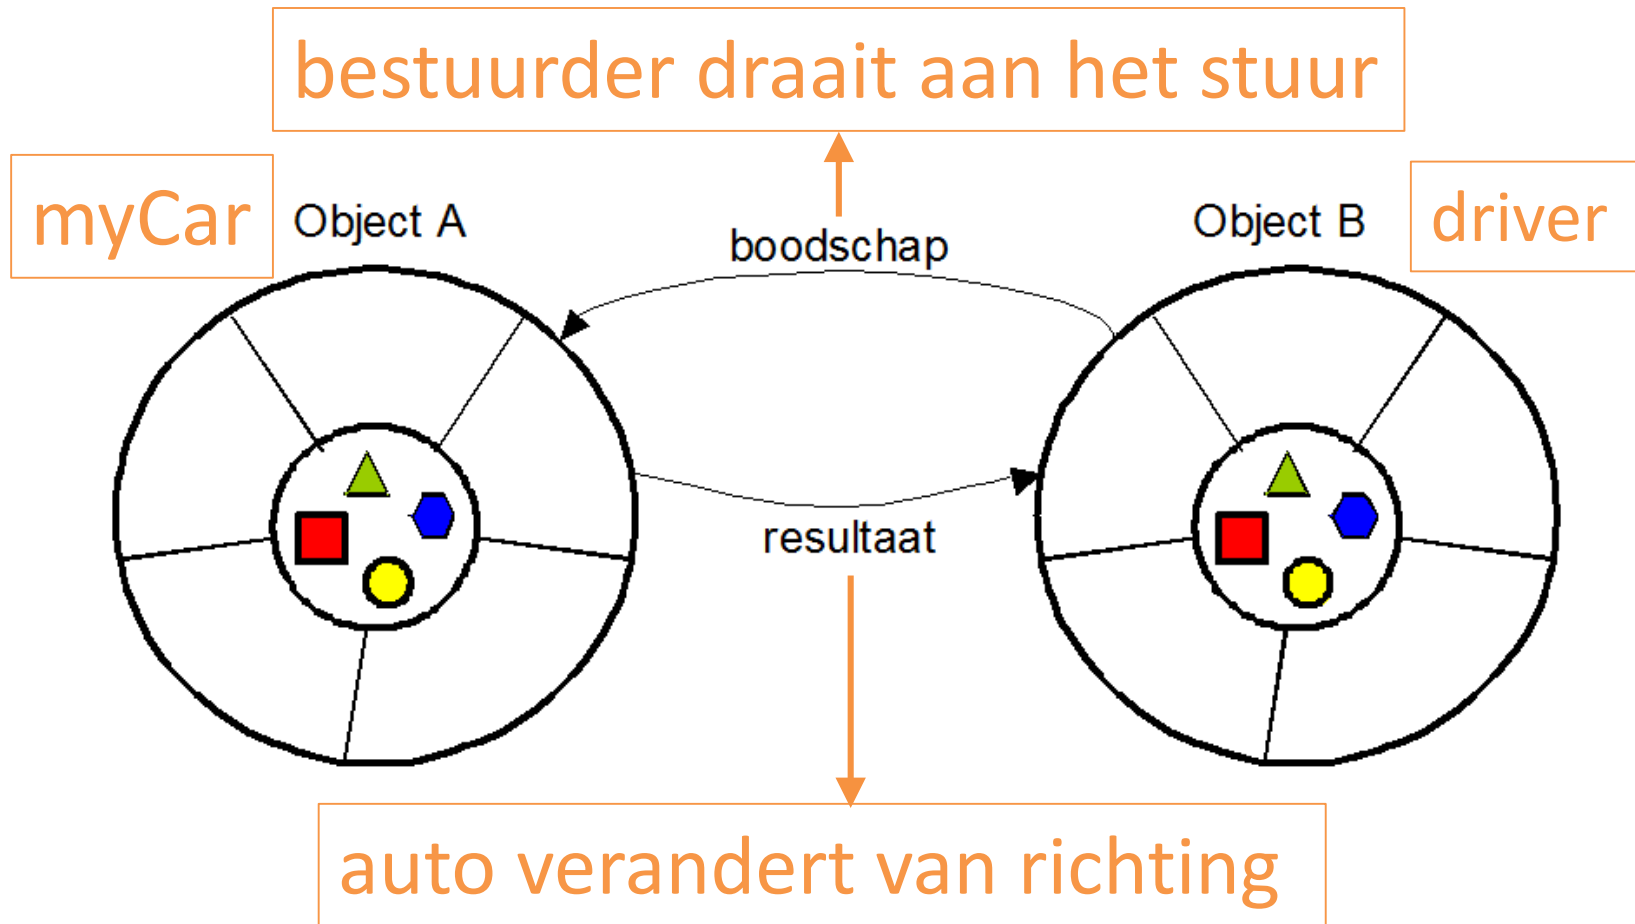 bestuurder draait aan het stuur
myCar
Object A
boodschap
Object B
driver
resultaat
auto verandert van richting